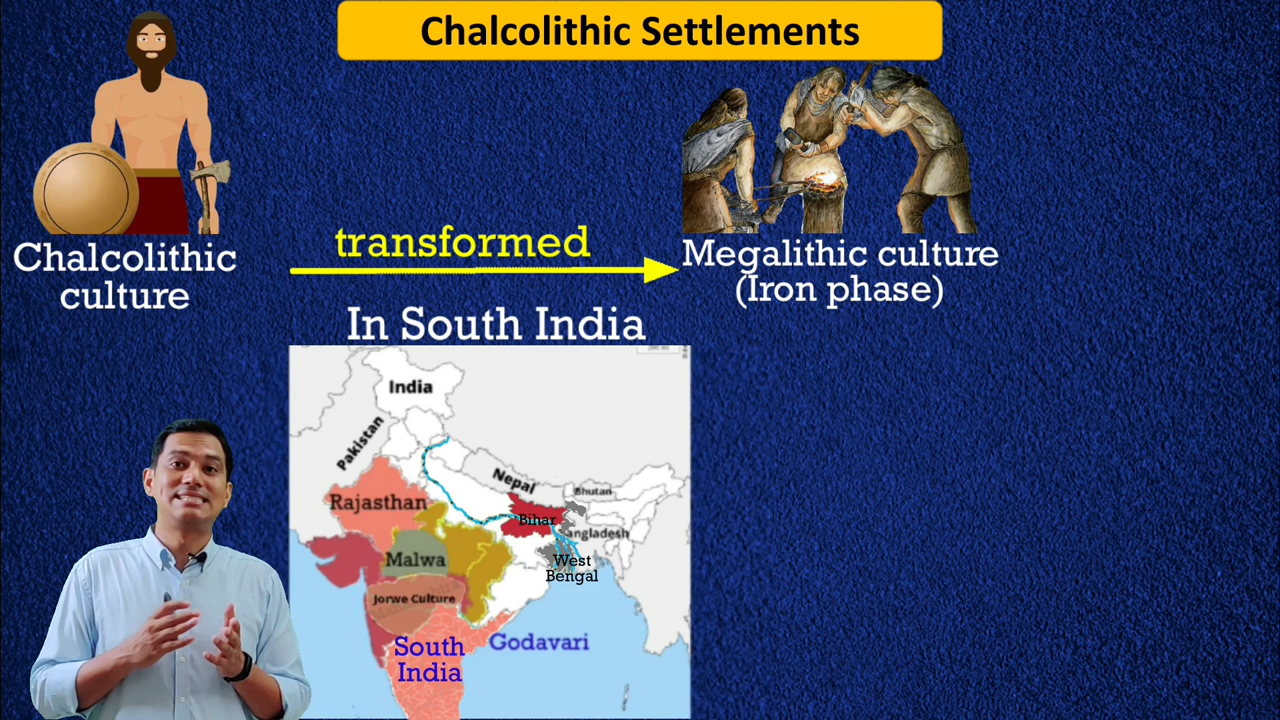 Chalcolithic Settlements
Chalcolithic
culture
transformed
Megalithic culture
(Iron phase)
In South India
India
Pakistan
Nepal
Bhutan
Rajasthan
Bihar
angladesh
Malwa
West
Bengal
Jorwe Culture
South
India
Godavari